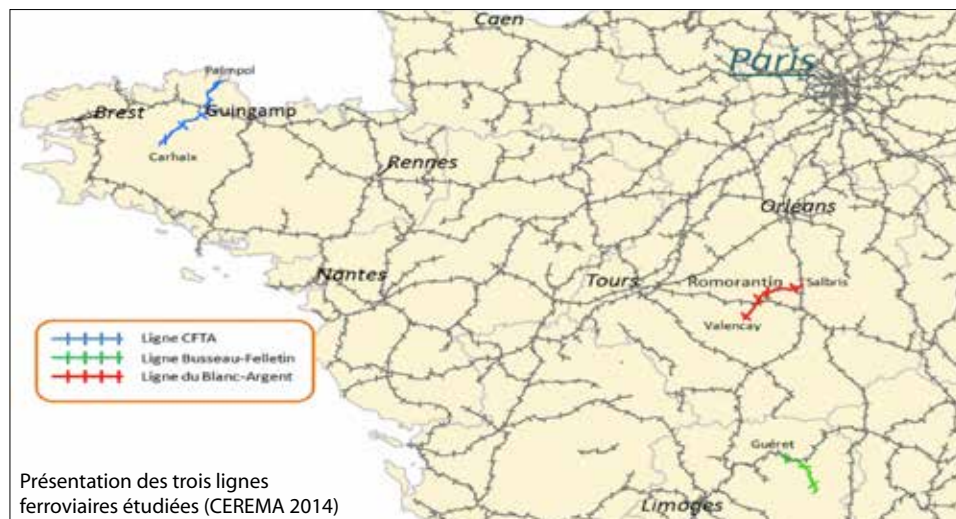 Caen
Paris
Paimpol
Brest
Guingamp
Carhaix
Rennes
Orléans
Nantes
Tours
Romorantin
Salbris
Valencay
Ligne CFTA
Ligne Busseau-Felletin
Ligne du Blanc-Argent
Guéret
Limoges
Présentation des trois lignes
ferroviaires étudiées (CEREMA 2014)